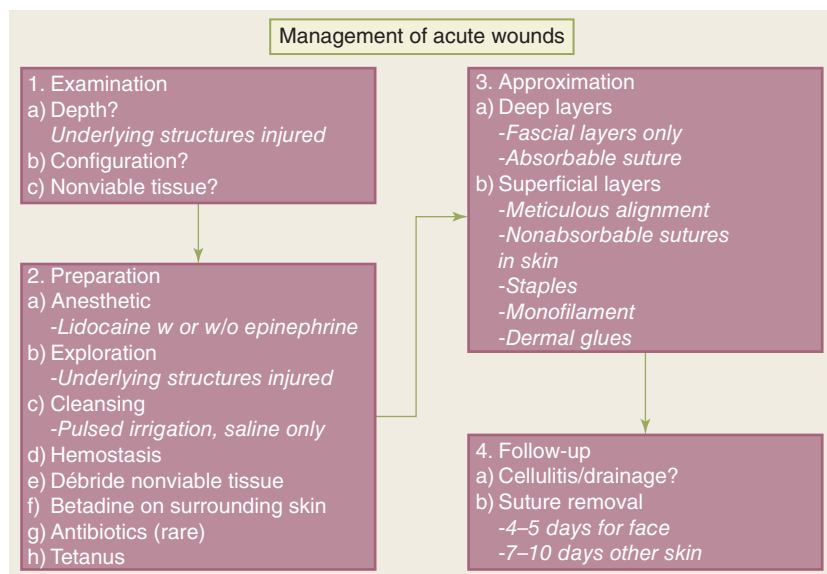 Management of acute wounds
1. Examination
a) Depth?
Underlying structures injured
b) Configuration?
c) Nonviable tissue?
2. Preparation
a) Anesthetic
-Lidocaine w or w/o epinephrine
b) Exploration
-Underlying structures injured
c) Cleansing
-Pulsed irrigation, saline only
d) Hemostasis
e) Débride nonviable tissue
f) Betadine on surrounding skin
g) Antibiotics (rare)
h) Tetanus
3. Approximation
a) Deep layers
-Fascial layers only
-Absorbable suture
b) Superficial layers
-Meticulous alignment
-Nonabsorbable sutures
in skin
-Staples
-Monofilament
-Dermal glues
4. Follow-up
a) Cellulitis/drainage?
b) Suture removal
-4–5 days for face
-7–10 days other skin